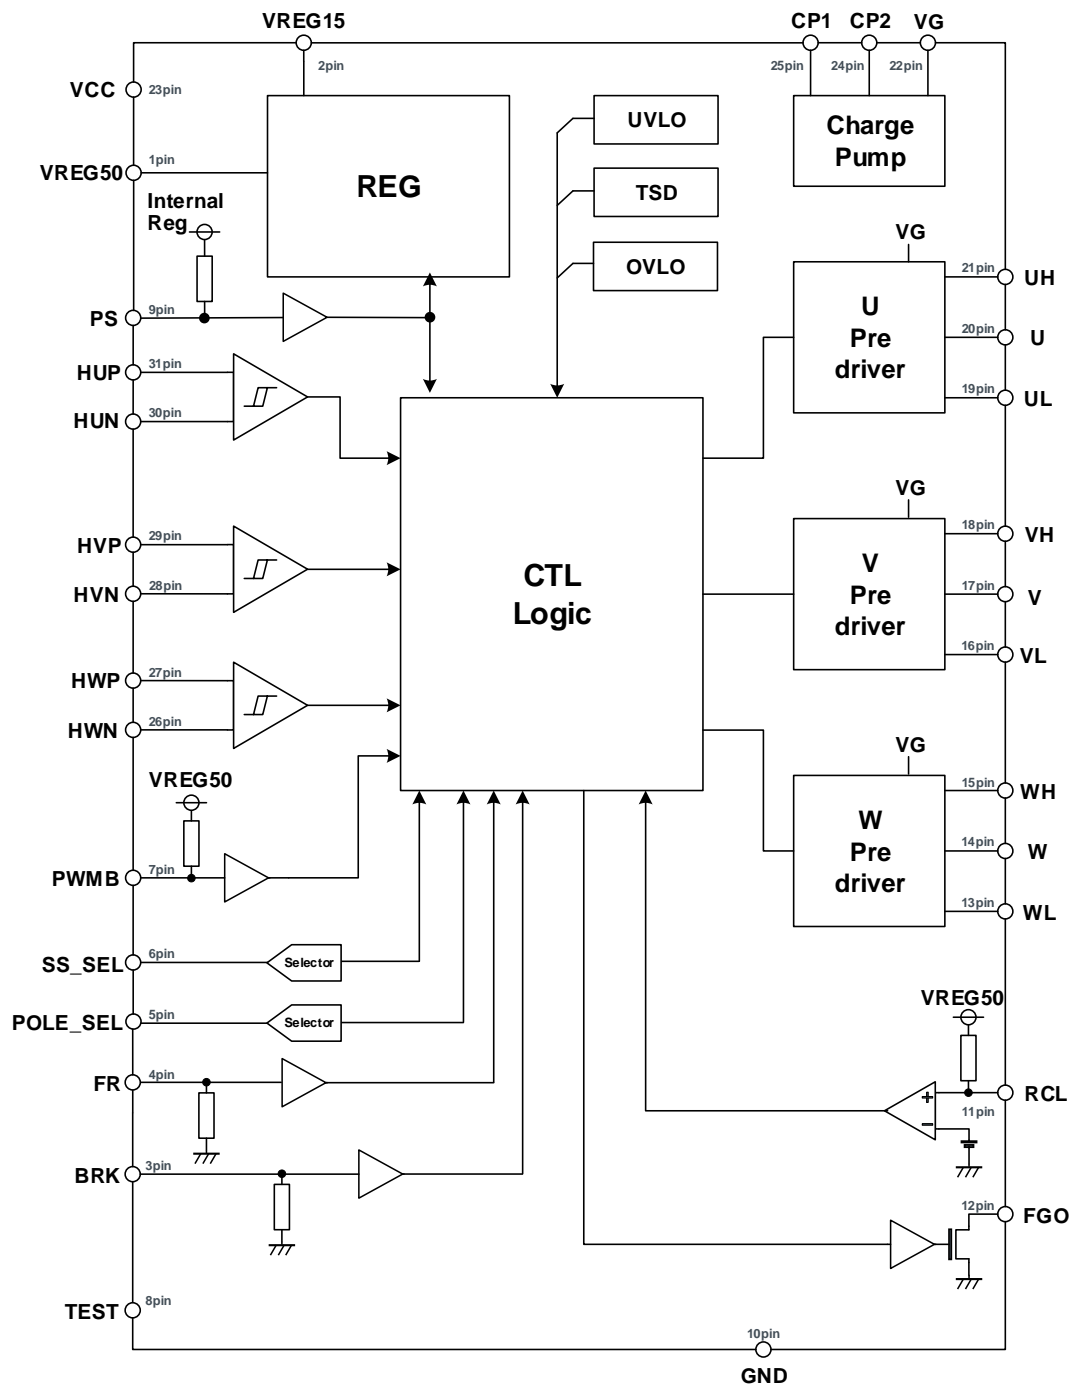 VREG15
CP1
CP2
VG
2pin
25pin
24pin
22pin
VCC
23pin
UVLO
Charge
Pump
VREG50
1pin
REG
TSD
Internal
Reg
VG
OVLO
21pin
UH
PS
9pin
U
Pre
driver
20pin
U
HUP
31pin
19pin
UL
HUN
30pin
VG
18pin
VH
HVP
29pin
CTL
Logic
V
Pre
driver
17pin
V
HVN
28pin
16pin
VL
HWP
27pin
HWN
26pin
VG
VREG50
15pin
WH
W
Pre
driver
14pin
W
PWMB
7pin
13pin
WL
SS_SEL
6pin
Selector
VREG50
POLE_SEL
5pin
Selector
FR
4pin
+
−
11pin
RCL
BRK
3pin
12pin
FGO
TEST
8pin
10pin
GND